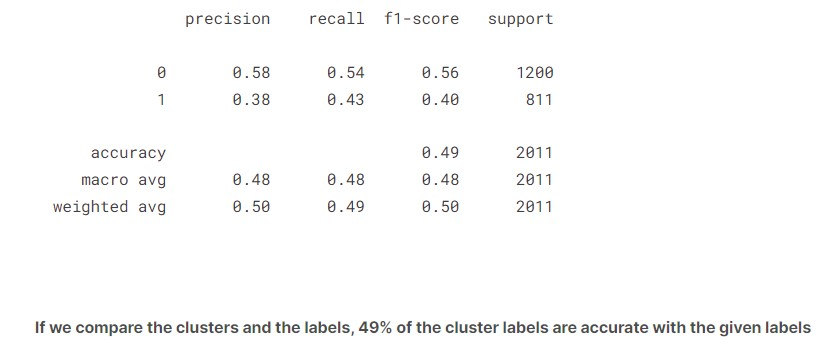 precision recall f1-score support
0 0.58 0.54 0.56 1200
1 0.38 0.43 0.40 811
accuracy 0.49 2011
macro avg 0.48 0.48 0.48 2011
weighted avg 0.50 0.49 0.50 2011
If we compare the clusters and the labels, 49% of the cluster labels are accurate with the given labels